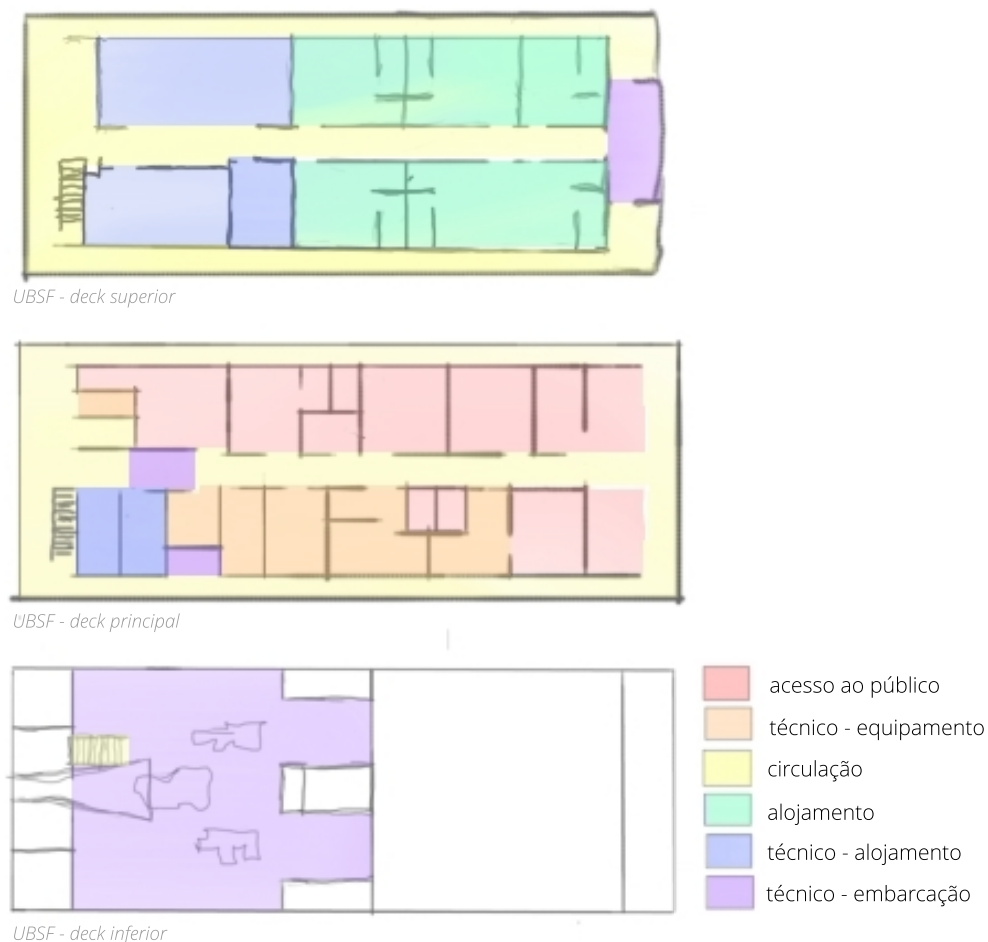 UBSF - deck superior
UBSF - deck principal
acesso ao público
técnico - equipamento
circulação
alojamento
técnico - alojamento
técnico - embarcação
UBSF - deck inferior